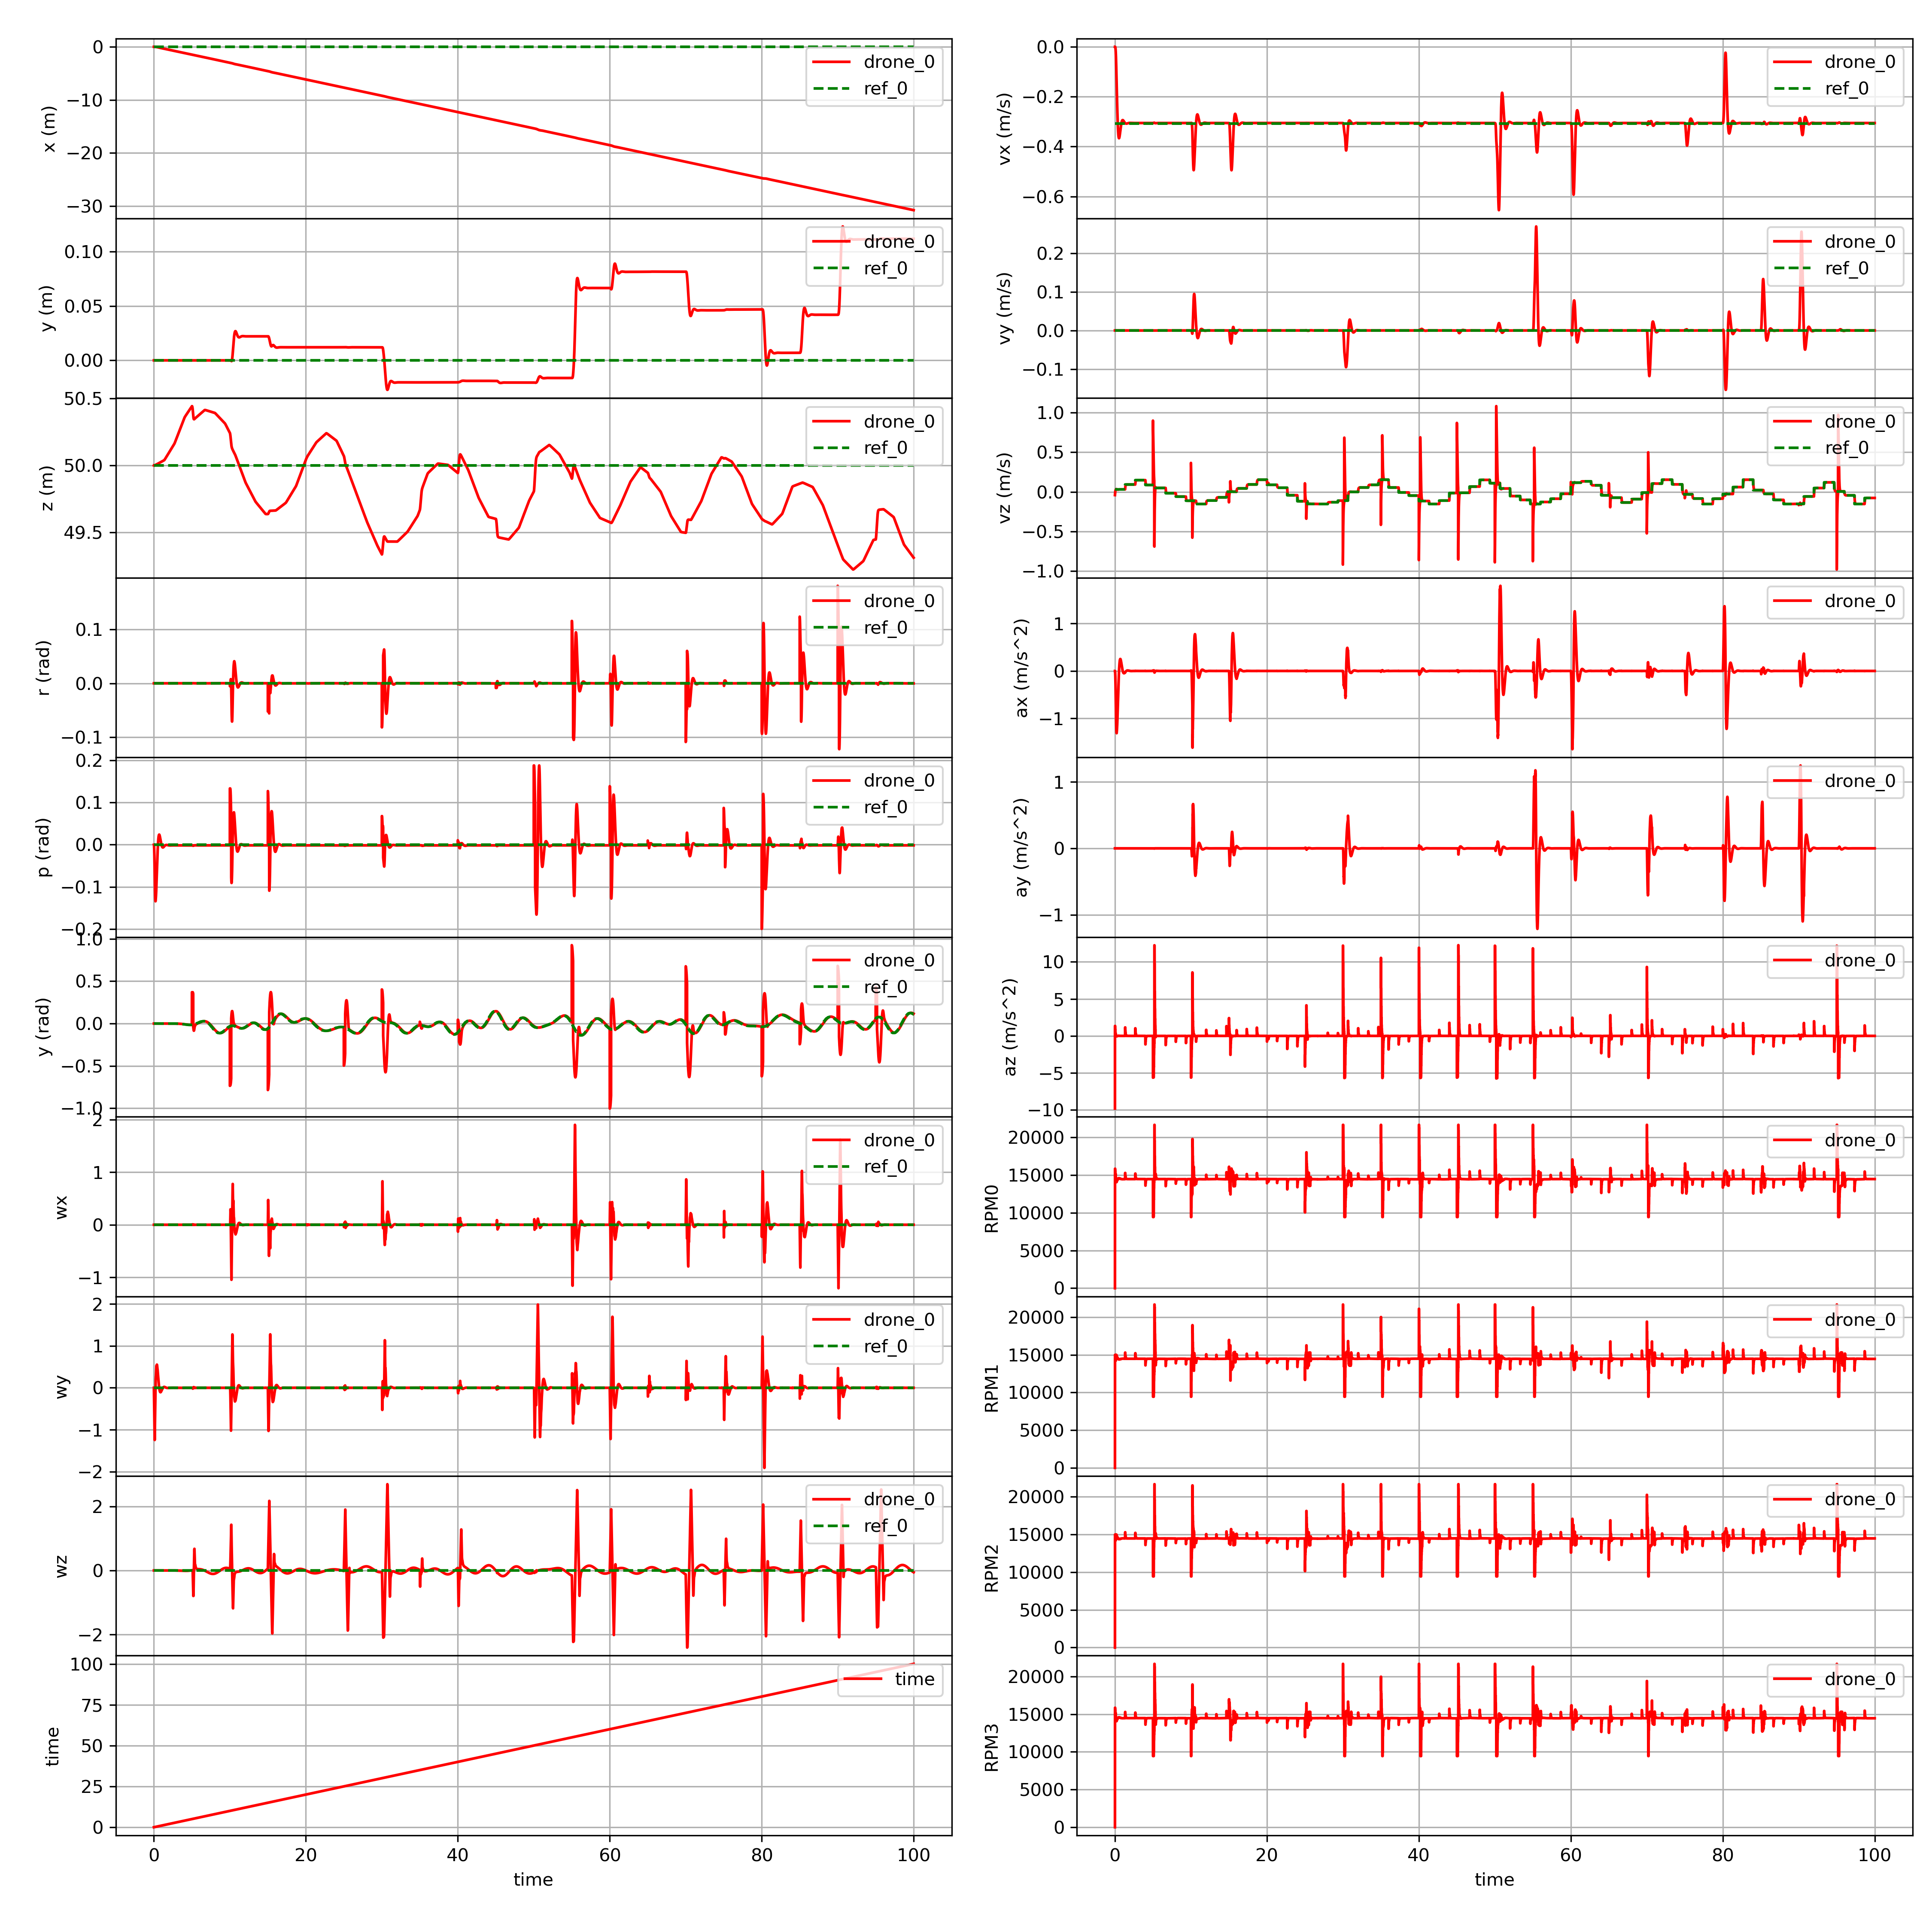 0
−10
−20
−30
x (m)
drone_0
ref_0
0.10
0.05
0.00
y (m)
drone_0
ref_0
50.5
50.0
49.5
z (m)
drone_0
ref_0
0.1
0.0
−0.1
r (rad)
drone_0
ref_0
0.2
0.1
0.0
−0.1
−0.2
p (rad)
drone_0
ref_0
1.0
0.5
0.0
−0.5
−1.0
y (rad)
drone_0
ref_0
2
1
0
−1
wx
drone_0
ref_0
2
1
0
−1
−2
wy
drone_0
ref_0
2
0
−2
wz
drone_0
ref_0
100
75
50
25
0
time
time
0 20 40 60 80 100
time
0.0
−0.2
−0.4
−0.6
vx (m/s)
drone_0
ref_0
0.2
0.1
0.0
−0.1
vy (m/s)
drone_0
ref_0
1.0
0.5
0.0
−0.5
−1.0
vz (m/s)
drone_0
ref_0
1
0
−1
ax (m/s^2)
drone_0
1
0
−1
ay (m/s^2)
drone_0
10
5
0
−5
−10
az (m/s^2)
drone_0
20000
15000
10000
5000
0
RPM0
drone_0
20000
15000
10000
5000
0
RPM1
drone_0
20000
15000
10000
5000
0
RPM2
drone_0
20000
15000
10000
5000
0
RPM3
drone_0
0 20 40 60 80 100
time